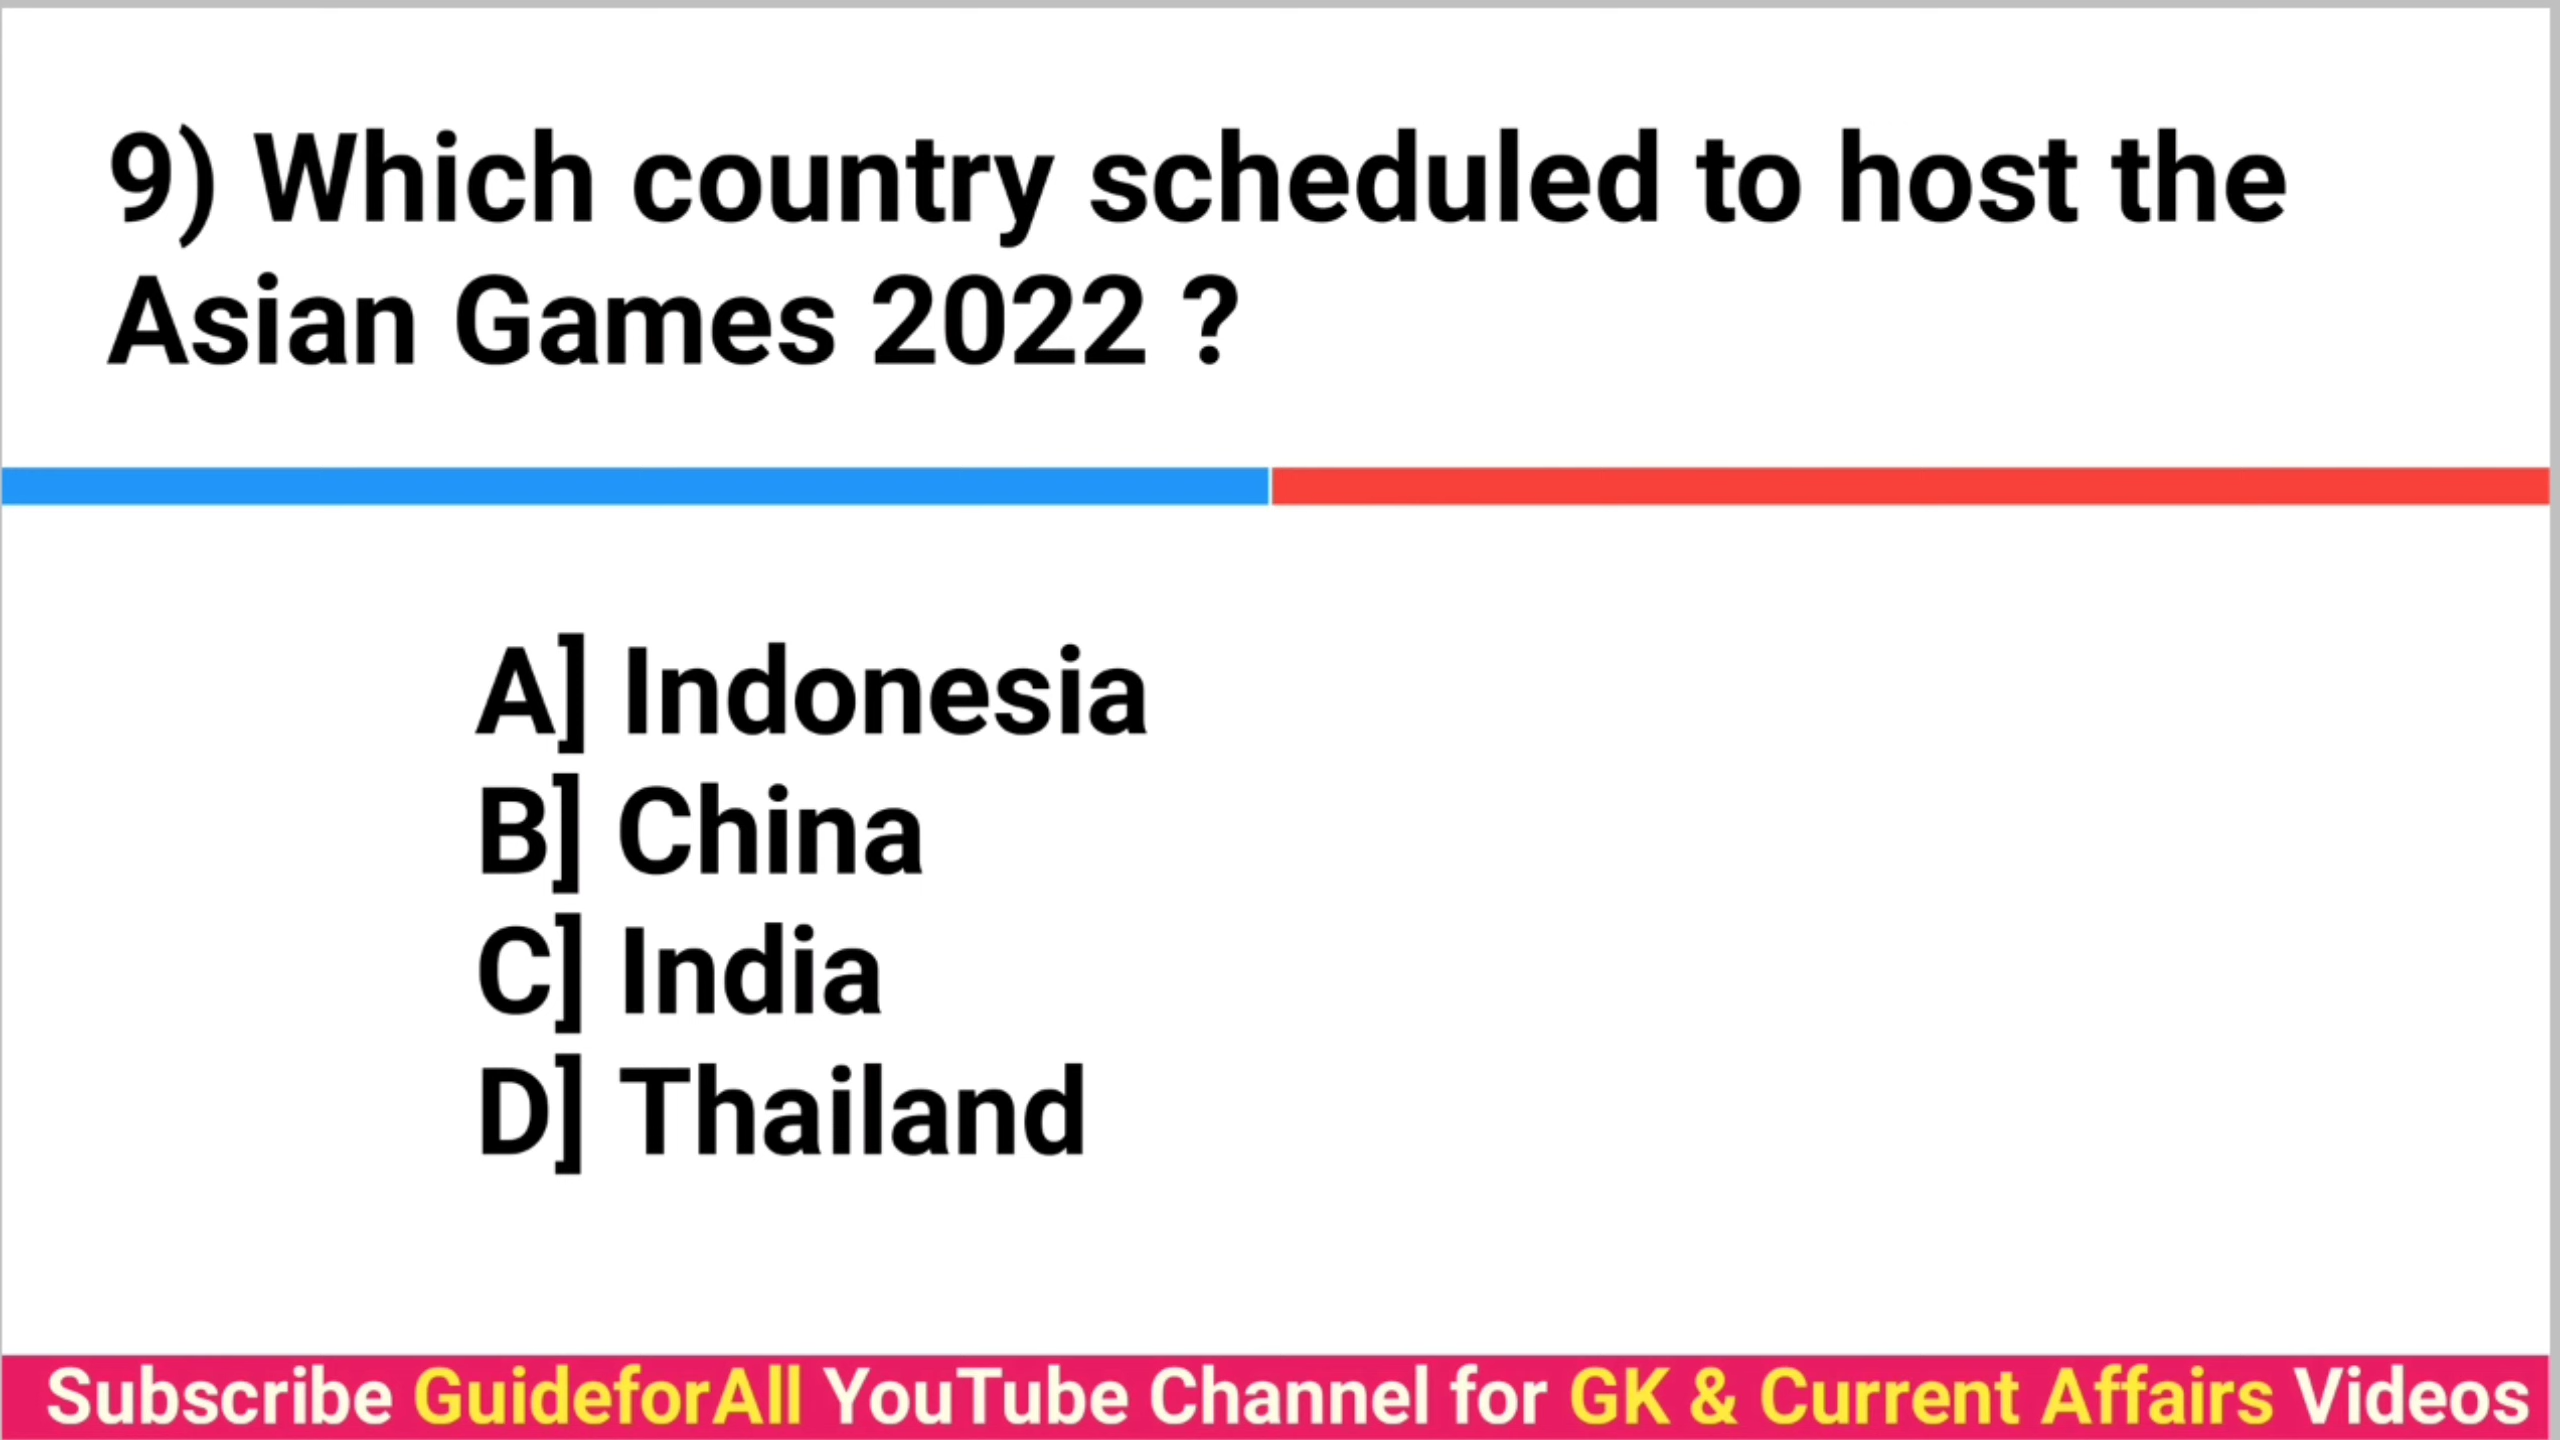 9) Which country scheduled to host the
Asian Games 2022 ?
A] Indonesia
B] China
C] India
D] Thailand
Subscribe GuideforAll YouTube Channel for GK & Current Affairs Videos